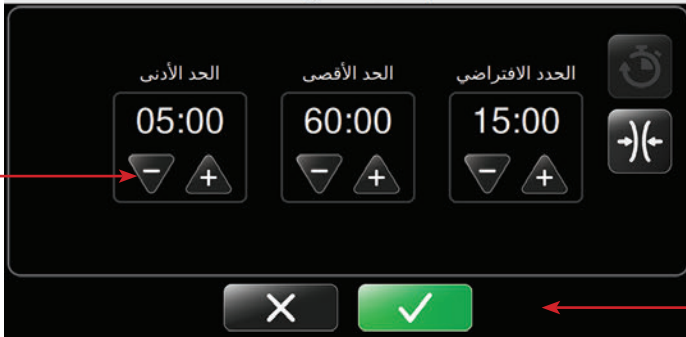 الحدد الافتراضي
الحد الأقصى
الحد الأدنى
15:00
60:00
05:00